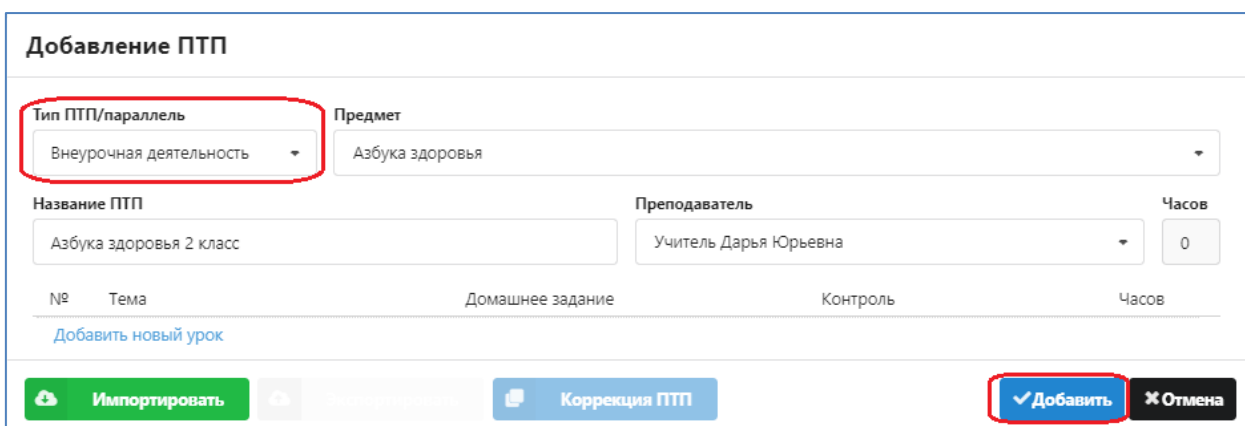 Добавление ПТП
Тип ПТП/параллель Предмет
Внеурочная деятельность Азбука здоровья
Название ПТП Преподаватель Часов
Азбука здоровья 2 класс Учитель Дарья Юрьевна 0
№ Тема Домашнее задание Контроль Часов
Добавить новый урок
Импортировать Экспортировать Коррекция ПТП Добавить Отмена